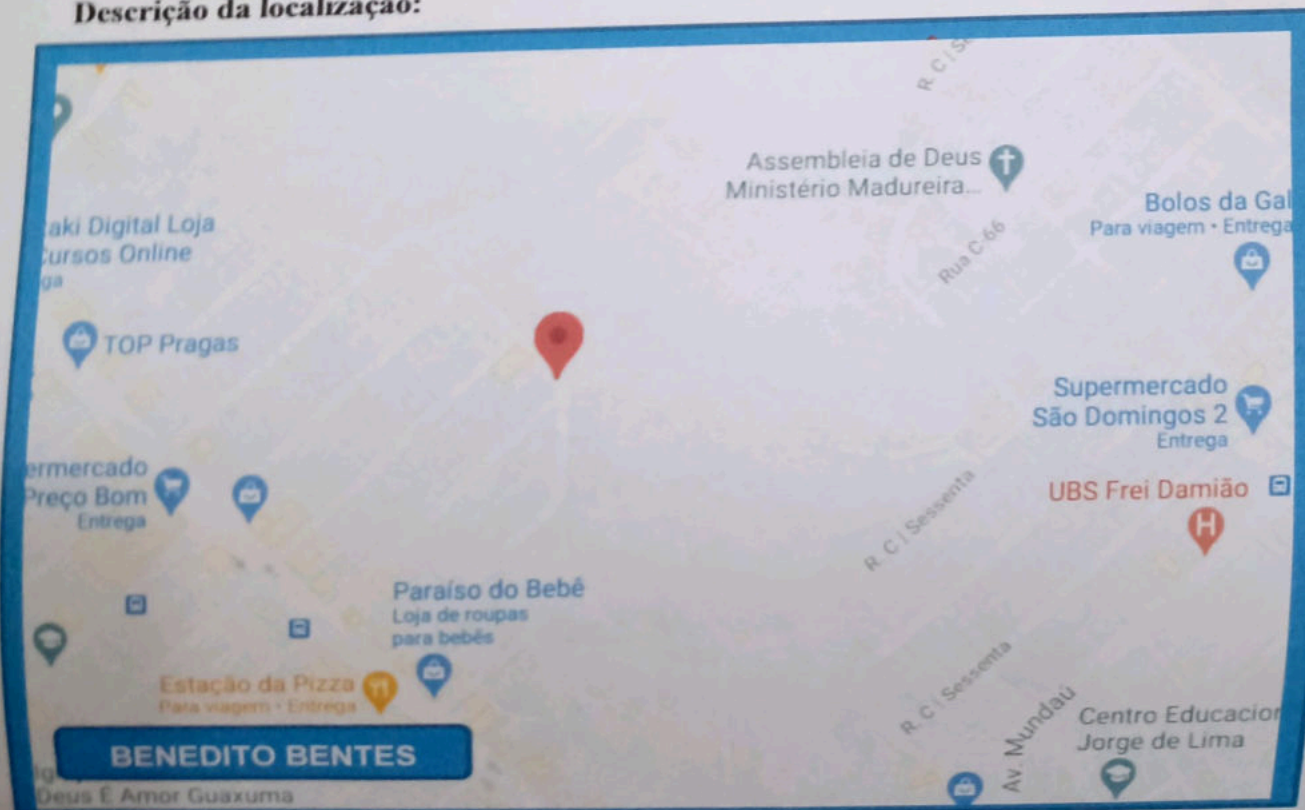 Descrição da localização:
R. C | S
Assembleia de Deus
Ministério Madureira...
Bolos da Gal
Para viagem • Entrega
Rua C-66
aki Digital Loja
Cursos Online
ga
TOP Pragas
Supermercado
São Domingos 2
Entrega
ermercado
Preço Bom
Entrega
UBS Frei Damião
H
R. C | Sessenta
Paraíso do Bebê
Loja de roupas
para bebês
Estação da Pizza
Para viagem • Entrega
R. C | Sessenta
Av. Mundaú
Centro Educacion
Jorge de Lima
BENEDITO BENTES
Ig
Deus É Amor Guaxuma